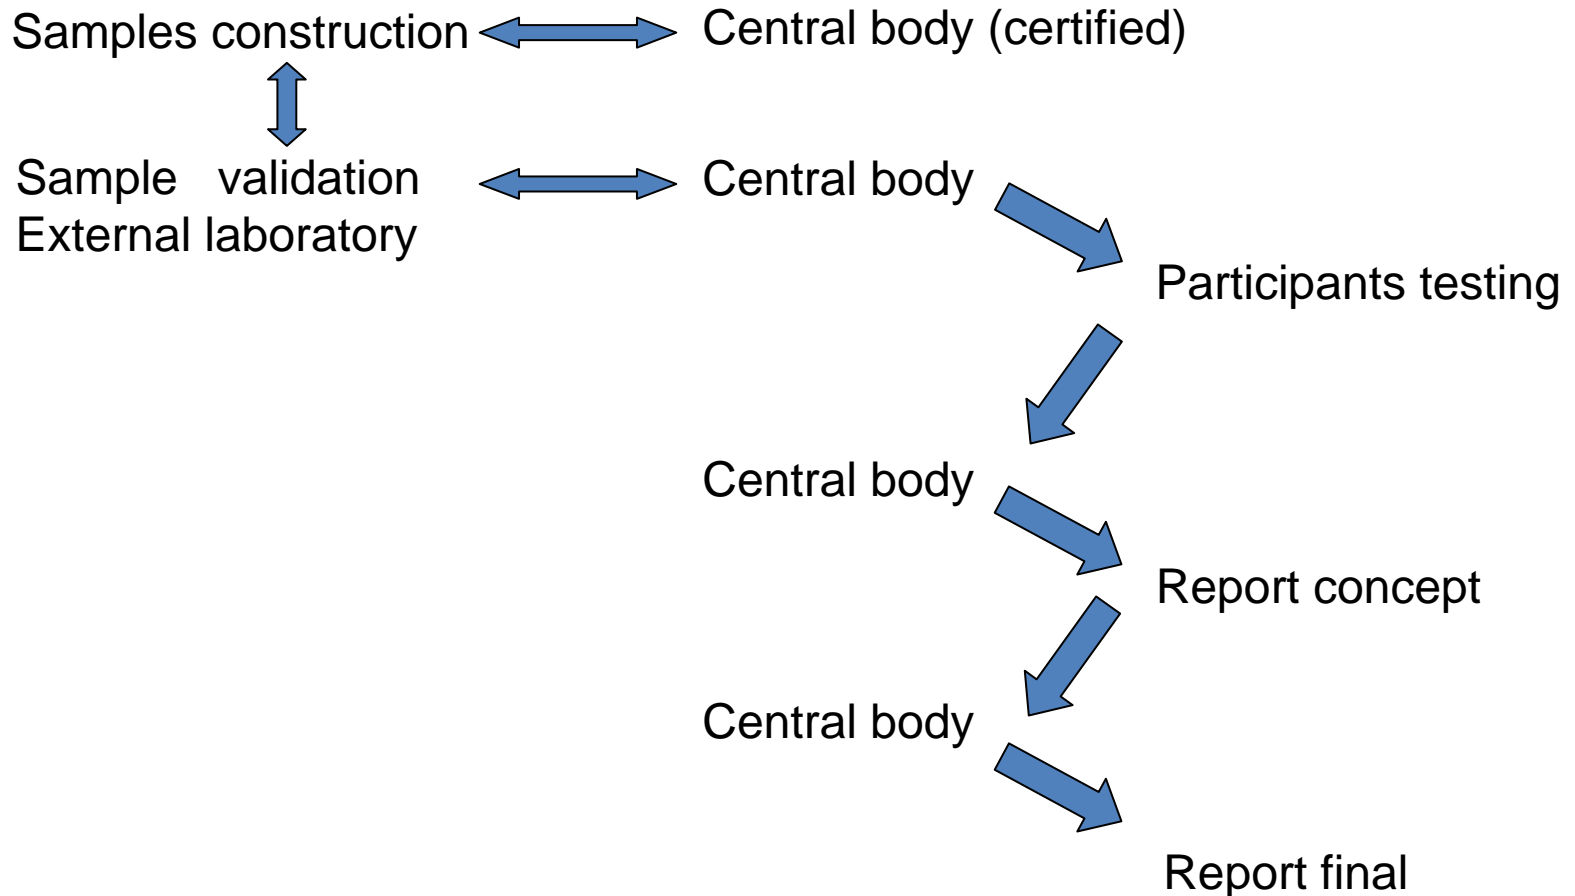 Samples construction
Central body (certified)
Sample validation
External laboratory
Central body
Participants testing
Central body
Report concept
Central body
Report final